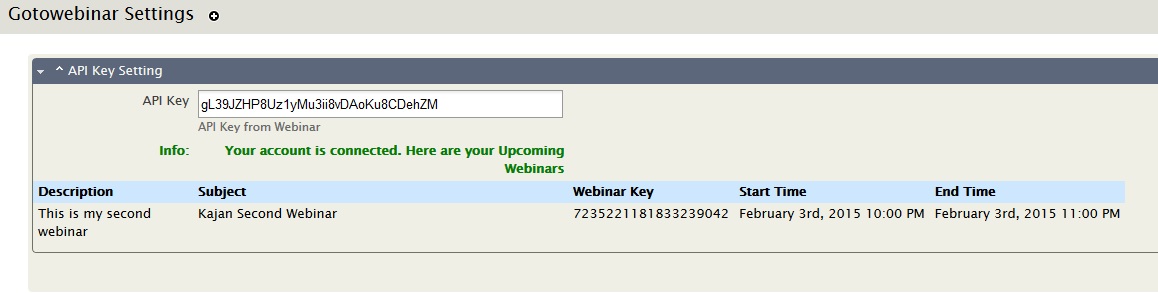 Gotowebinar Settings
^ API Key Setting
API Key gL39JZHP8Uz1yMu3ii8vDAoKu8CDehZM
API Key from Webinar
Info: Your account is connected. Here are your Upcoming
Webinars
Description Subject Webinar Key Start Time End Time
This is my second Kajan Second Webinar 7235221181833239042 February 3rd, 2015 10:00 PM February 3rd, 2015 11:00 PM
webinar